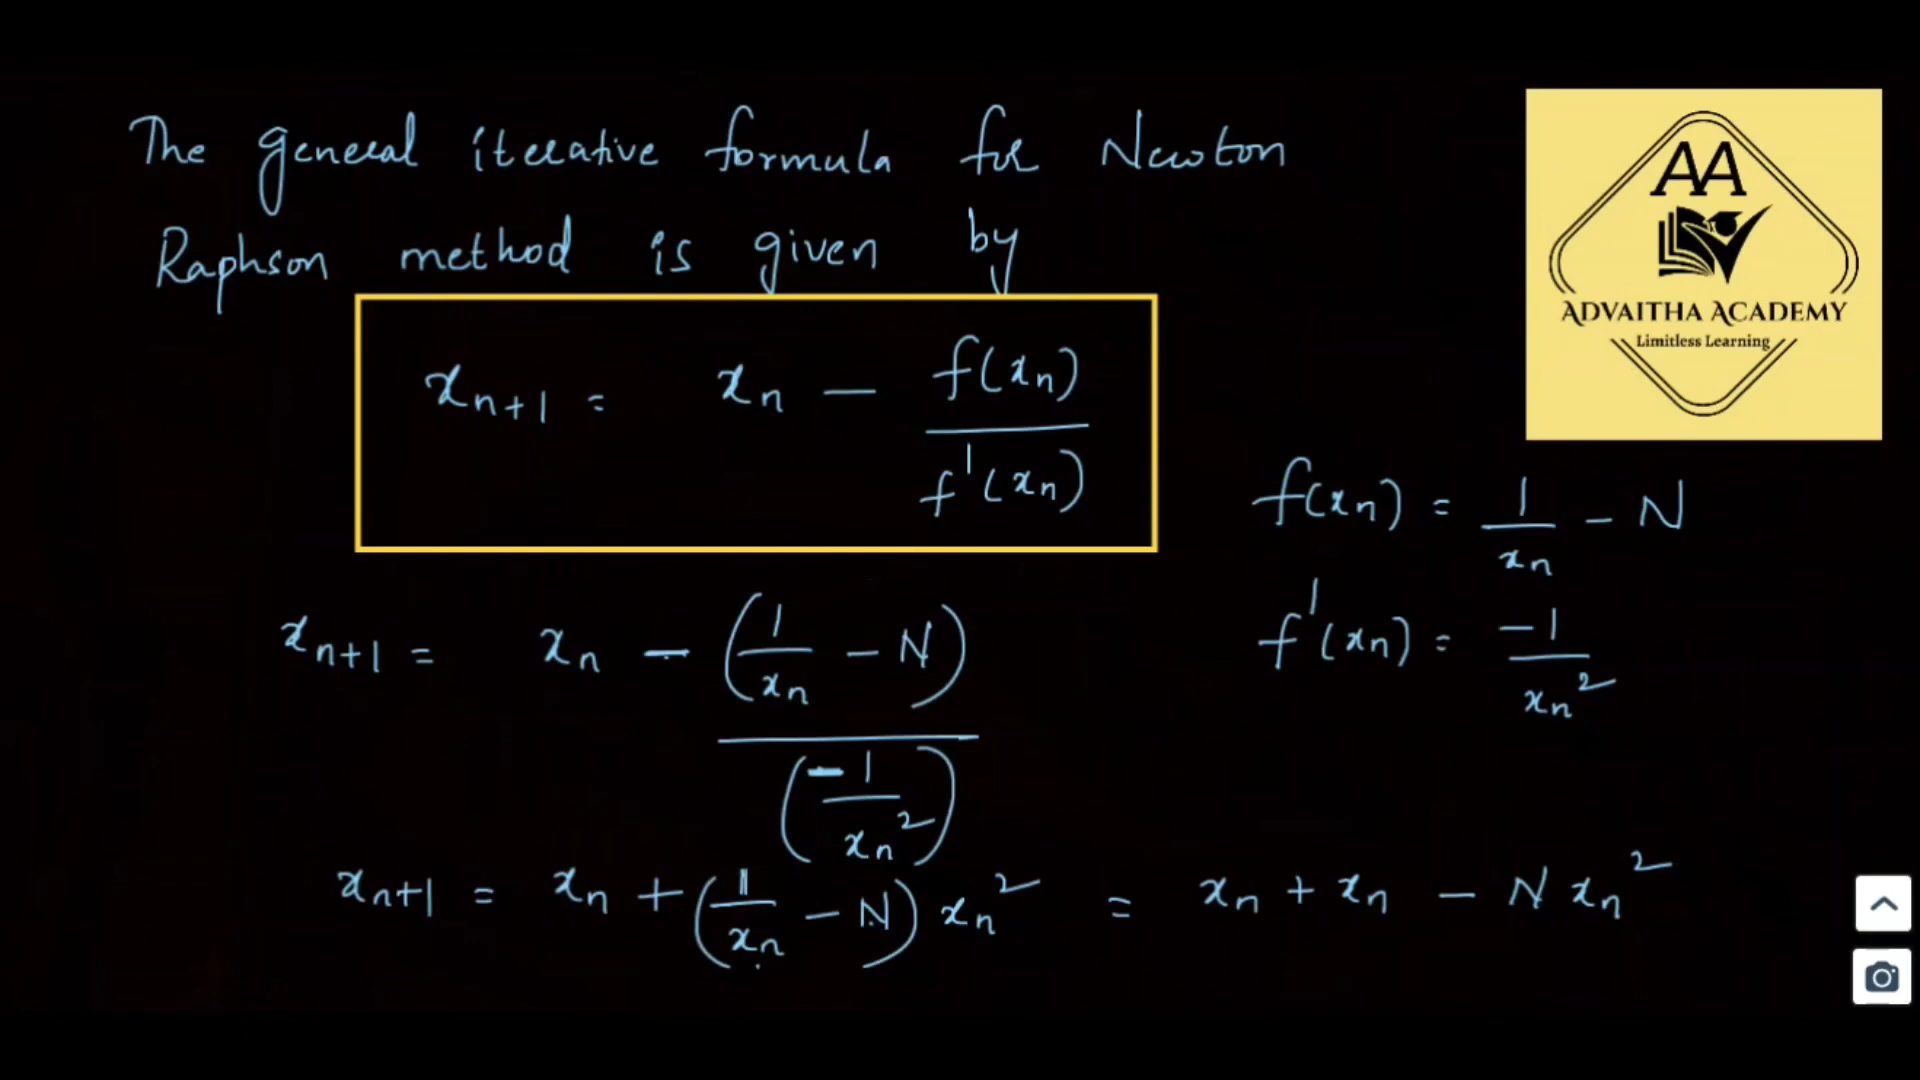 The general iterative formula for Newton
Raphson method is given by
xₙ₊₁ = xₙ − f(xₙ) / f'(xₙ)
AA
ADVAITHA ACADEMY
Limitless Learning
f(xₙ) = 1/xₙ − N
f'(xₙ) = −1/xₙ²
xₙ₊₁ = xₙ − (1/xₙ − N) / (−1/xₙ²)
xₙ₊₁ = xₙ + (1/xₙ − N) xₙ² = xₙ + xₙ − N xₙ²